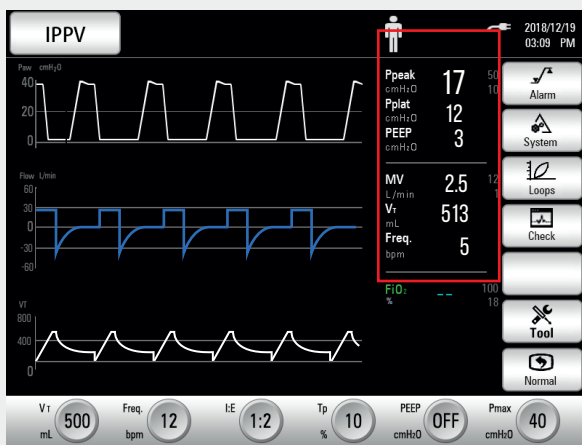 IPPV
2018/12/19
03:09 PM
Paw cmH₂O
40
20
0
Flow L/min
60
30
0
-30
-60
VT
800
400
0
Ppeak 17 50
cmH₂O 10
Pplat 12
cmH₂O
PEEP 3
cmH₂O
MV 2.5 12
L/min 1
VT 513
mL
Freq. 5
bpm
FiO₂ -- 100
% 18
Alarm
System
Loops
Check
Tool
Normal
VT mL 500
Freq. bpm 12
I:E 1:2
Tp % 10
PEEP cmH₂O OFF
Pmax cmH₂O 40